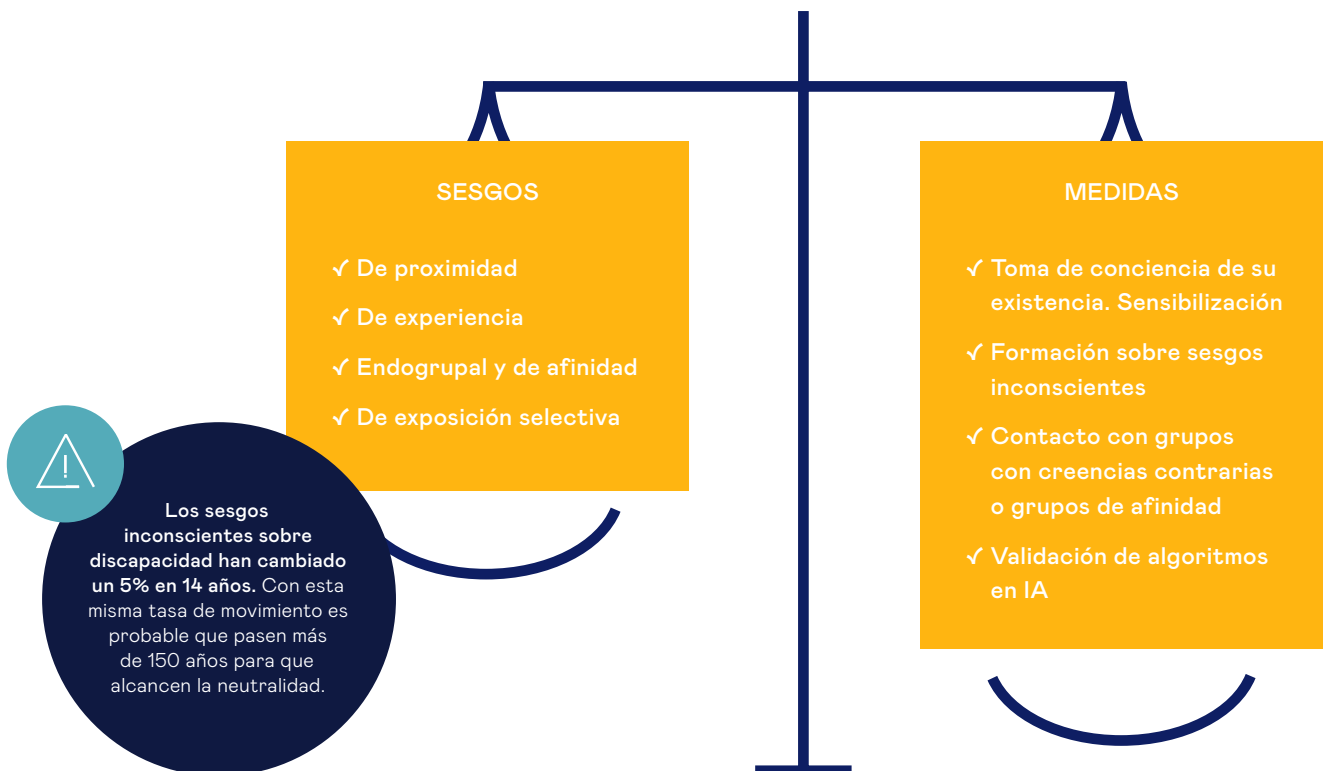 SESGOS
✓ De proximidad
✓ De experiencia
✓ Endogrupal y de afinidad
✓ De exposición selectiva
Los sesgos
inconscientes sobre
discapacidad han cambiado
un 5% en 14 años. Con esta
misma tasa de movimiento es
probable que pasen más
de 150 años para que
alcancen la neutralidad.
MEDIDAS
✓ Toma de conciencia de su
existencia. Sensibilización
✓ Formación sobre sesgos
inconscientes
✓ Contacto con grupos
con creencias contrarias
o grupos de afinidad
✓ Validación de algoritmos
en IA